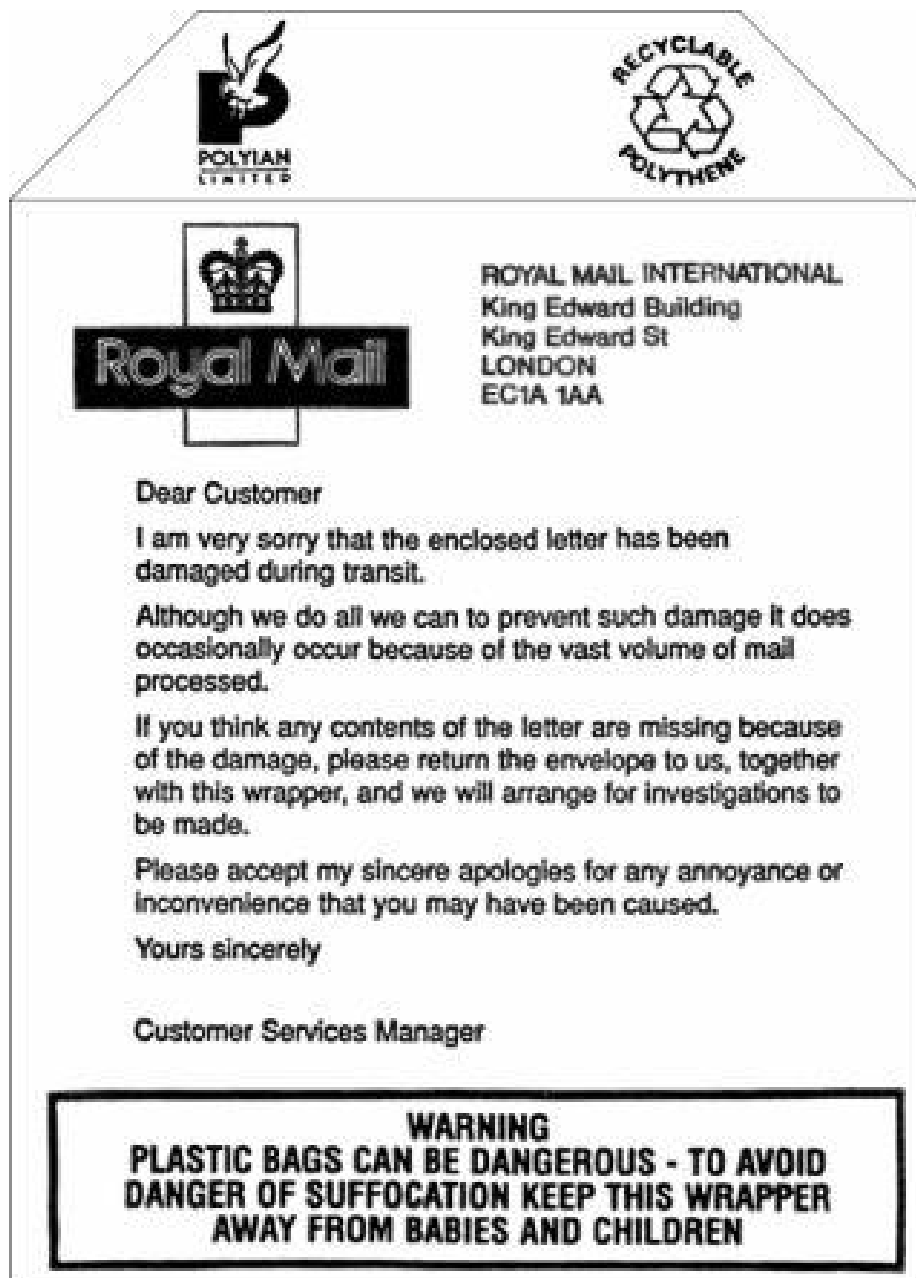 POLYIAN
LIMITED
RECYCLABLE
POLYTHENE
Royal Mail
ROYAL MAIL INTERNATIONAL
King Edward Building
King Edward St
LONDON
EC1A 1AA
Dear Customer
I am very sorry that the enclosed letter has been
damaged during transit.
Although we do all we can to prevent such damage it does
occasionally occur because of the vast volume of mail
processed.
If you think any contents of the letter are missing because
of the damage, please return the envelope to us, together
with this wrapper, and we will arrange for investigations to
be made.
Please accept my sincere apologies for any annoyance or
inconvenience that you may have been caused.
Yours sincerely
Customer Services Manager
WARNING
PLASTIC BAGS CAN BE DANGEROUS - TO AVOID
DANGER OF SUFFOCATION KEEP THIS WRAPPER
AWAY FROM BABIES AND CHILDREN